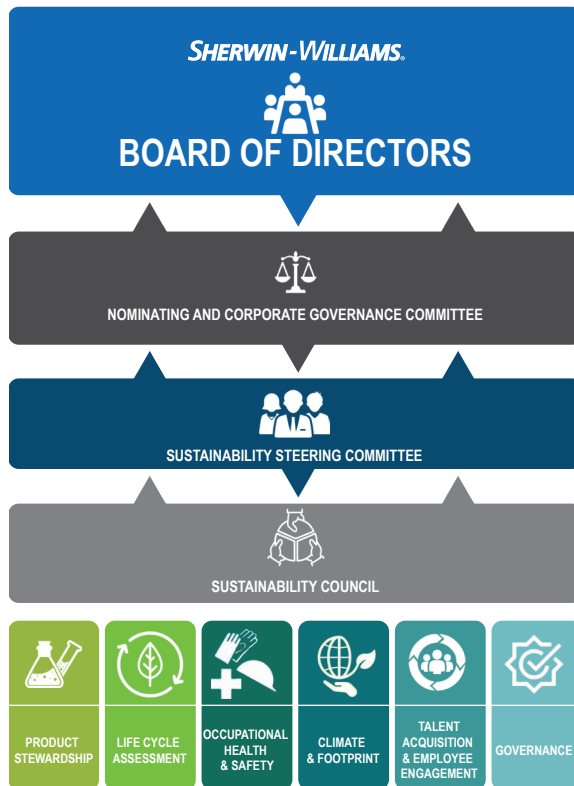 SHERWIN-WILLIAMS®
BOARD OF DIRECTORS
NOMINATING AND CORPORATE GOVERNANCE COMMITTEE
SUSTAINABILITY STEERING COMMITTEE
SUSTAINABILITY COUNCIL
PRODUCT
STEWARDSHIP
LIFE CYCLE
ASSESSMENT
OCCUPATIONAL
HEALTH
& SAFETY
CLIMATE
& FOOTPRINT
TALENT
ACQUISITION
& EMPLOYEE
ENGAGEMENT
GOVERNANCE